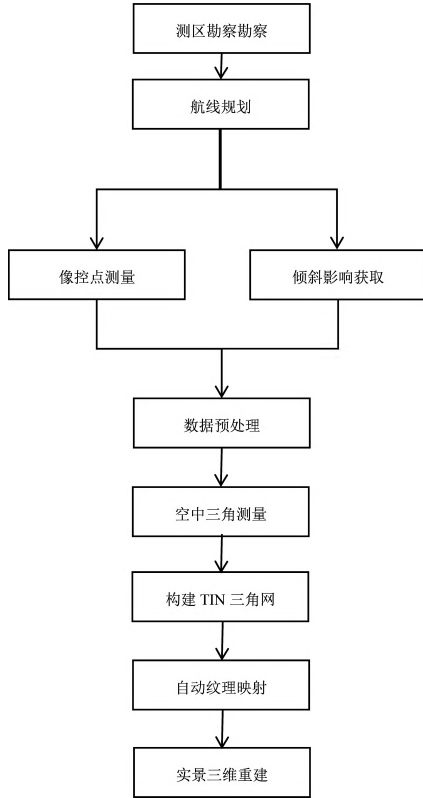 测区勘察勘察
航线规划
像控点测量
倾斜影响获取
数据预处理
空中三角测量
构建 TIN 三角网
自动纹理映射
实景三维重建